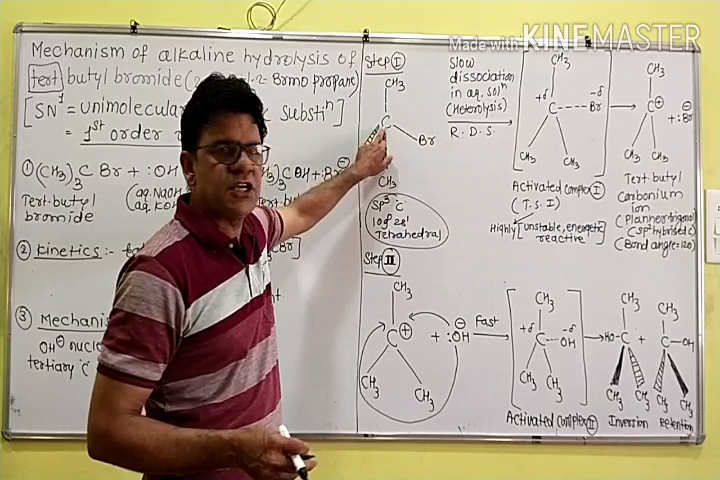 Made with KINEMASTER
Mechanism of alkaline hydrolysis of
tert butyl bromide
[SN¹ = unimolecular substiⁿ]
= 1st order
① (CH₃)₃ C Br + :OH
)₃ C OH + :Br⊖
Tert-butyl (aq. NaOH
bromide aq. KOH
② Kinetics :- Br]
③ Mechanis
OH⊖ nucl
tertiary 'c'
Step Ⓘ
CH₃
C
Br
CH₃
SP³ c
109°28'
Tetrahedral
Slow
dissociation
in aq. solⁿ
(Heterolysis)
R. D. S.
CH₃
+δ -δ
C ---- Br
CH₃ CH₃
Activated complex Ⓘ
(T. S. I)
Highly [unstable, energetic
reactive]
CH₃
C⊕
+ :Br⊖
CH₃ CH₃
Tert-butyl
Carbonium
ion
(Planner trigonal
(SP² hybrised c)
(Bond angle = 120
Step Ⓘⓘ
CH₃
C ⊕ + :OH⊖
CH₃ CH₃
Fast
CH₃
+δ -δ
C --- OH
CH₃ CH₃
Activated Complex Ⓘⓘ
CH₃ CH₃
HO-C + C-OH
CH₃ CH₃ CH₃ CH₃
Inversion Retention